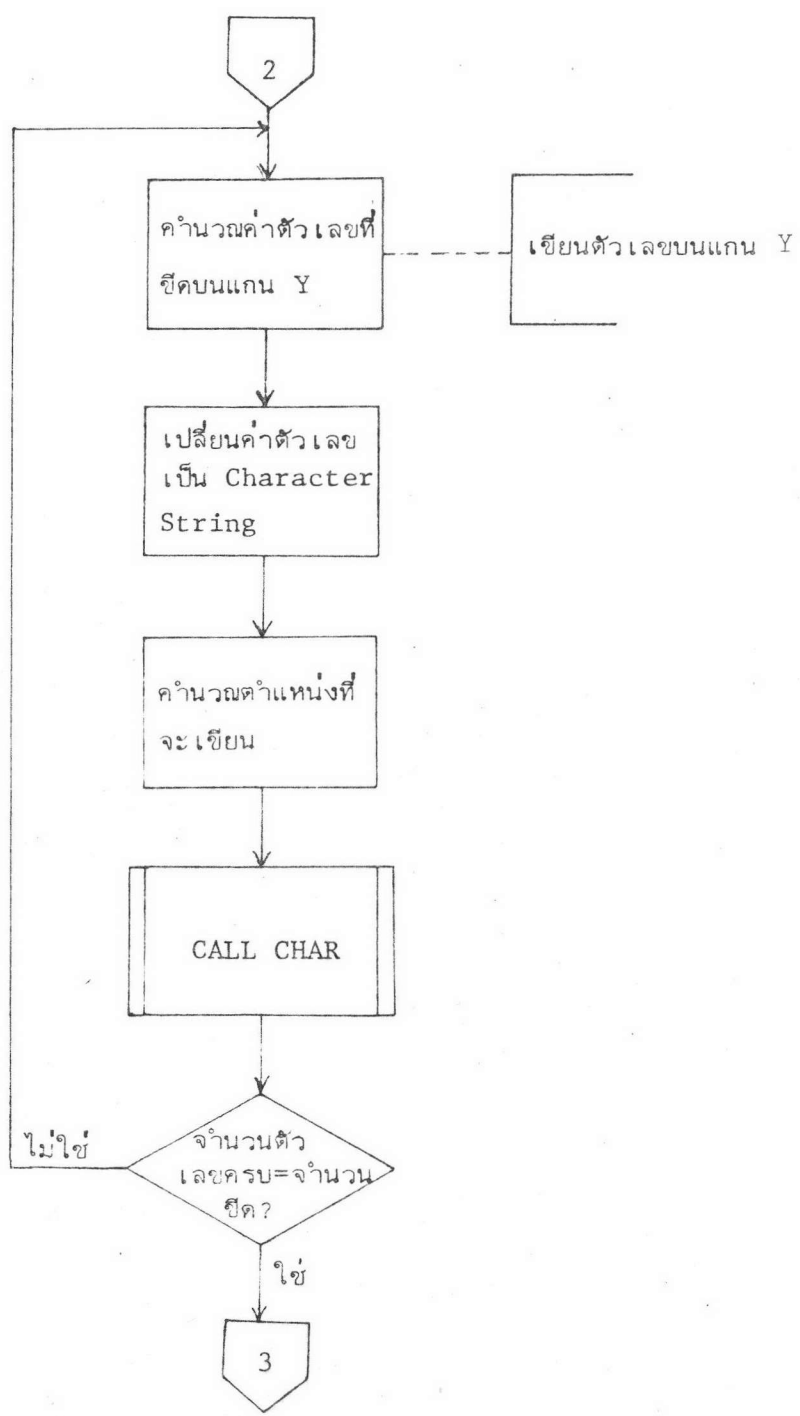 2
คำนวณค่าตัวเลขที่
ขีดบนแกน Y
เขียนตัวเลขบนแกน Y
เปลี่ยนค่าตัวเลข
เป็น Character
String
คำนวณตำแหน่งที่
จะเขียน
CALL CHAR
ไม่ใช่
จำนวนตัว
เลขครบ=จำนวน
ขีด?
ใช่
3